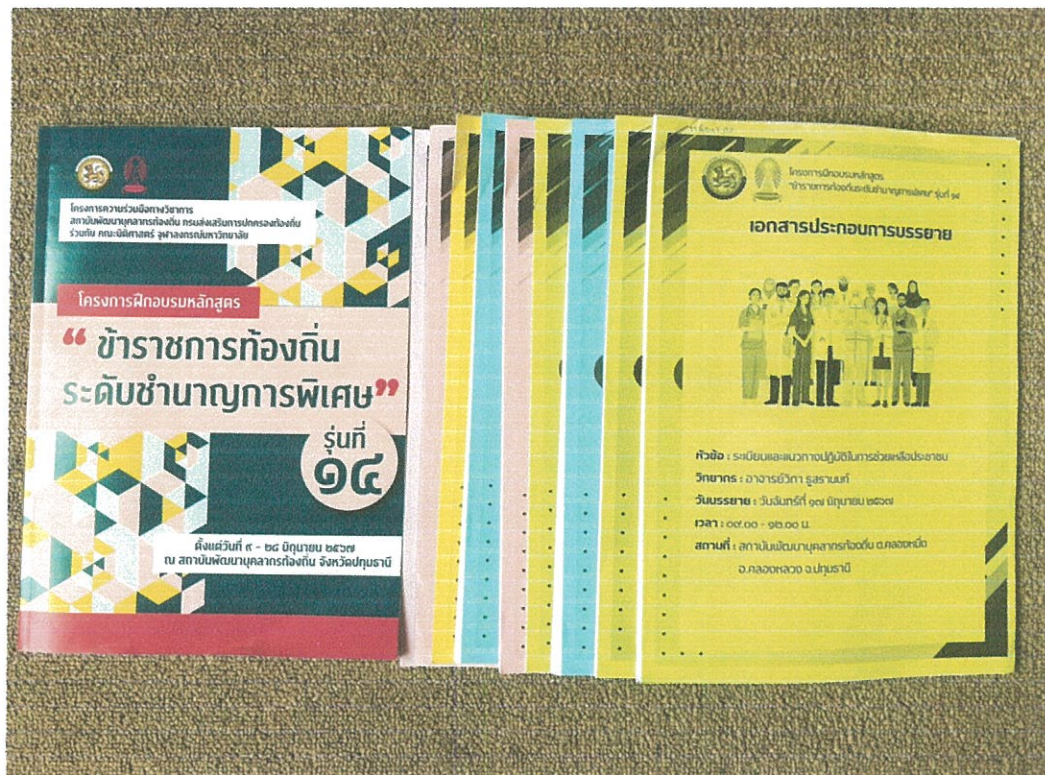 โครงการความร่วมมือทางวิชาการ
สถาบันพัฒนาบุคลากรท้องถิ่น กรมส่งเสริมการปกครองท้องถิ่น
ร่วมกับ คณะนิติศาสตร์ จุฬาลงกรณ์มหาวิทยาลัย
โครงการฝึกอบรมหลักสูตร
“ ข้าราชการท้องถิ่น
ระดับชำนาญการพิเศษ”
รุ่นที่
๑๔
ตั้งแต่วันที่ ๙ - ๒๘ มิถุนายน ๒๕๖๗
ณ สถาบันพัฒนาบุคลากรท้องถิ่น จังหวัดปทุมธานี
โครงการฝึกอบรมหลักสูตร
"ข้าราชการท้องถิ่นระดับชำนาญการพิเศษ" รุ่นที่ ๑๔
เอกสารประกอบการบรรยาย
หัวข้อ : ระเบียบและแนวทางปฏิบัติในการช่วยเหลือประชาชน
วิทยากร : อาจารย์วิภา ธูสรานนท์
วันบรรยาย : วันจันทร์ที่ ๑๗ มิถุนายน ๒๕๖๗
เวลา : ๐๙.๐๐ - ๑๒.๐๐ น.
สถานที่ : สถาบันพัฒนาบุคลากรท้องถิ่น ต.คลองหนึ่ง
อ.คลองหลวง จ.ปทุมธานี